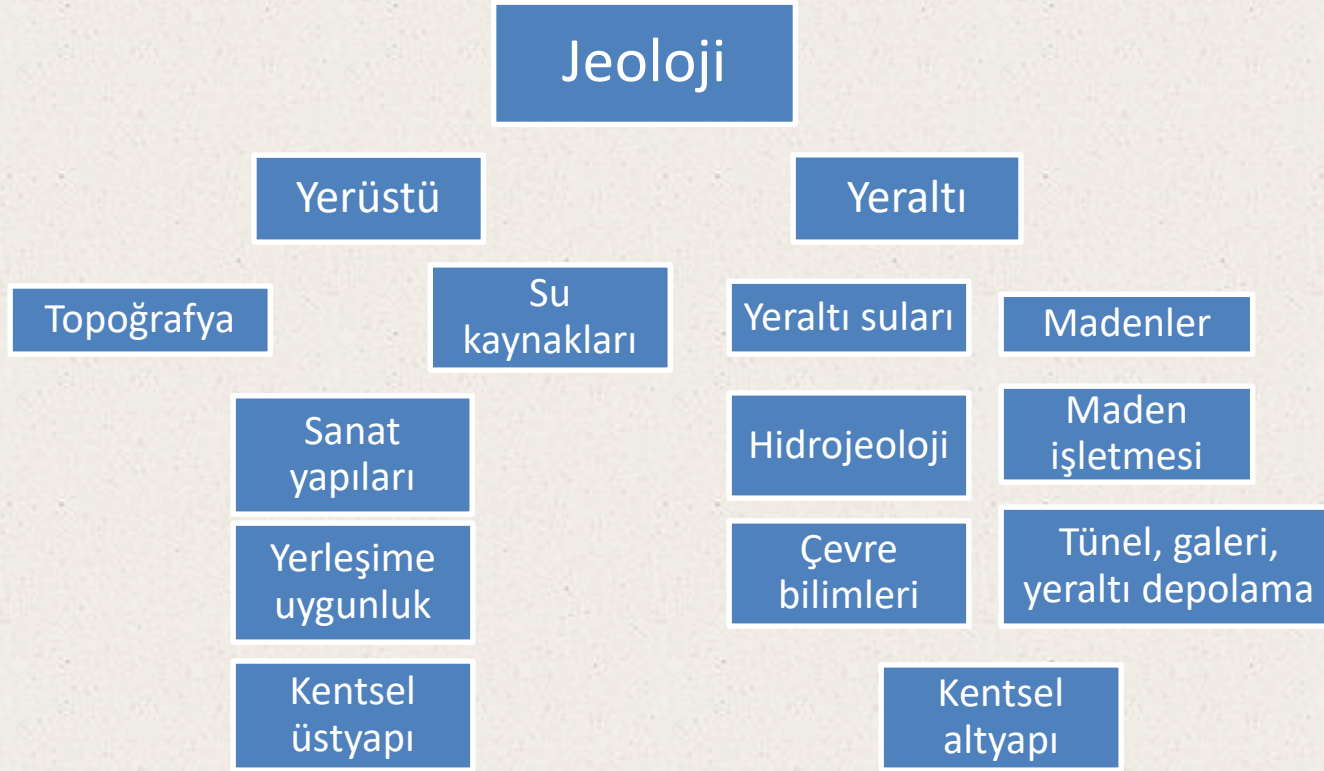 Jeoloji
Yerüstü
Yeraltı
Topoğrafya
Su
kaynakları
Yeraltı suları
Madenler
Sanat
yapıları
Hidrojeoloji
Maden
işletmesi
Yerleşime
uygunluk
Çevre
bilimleri
Tünel, galeri,
yeraltı depolama
Kentsel
üstyapı
Kentsel
altyapı